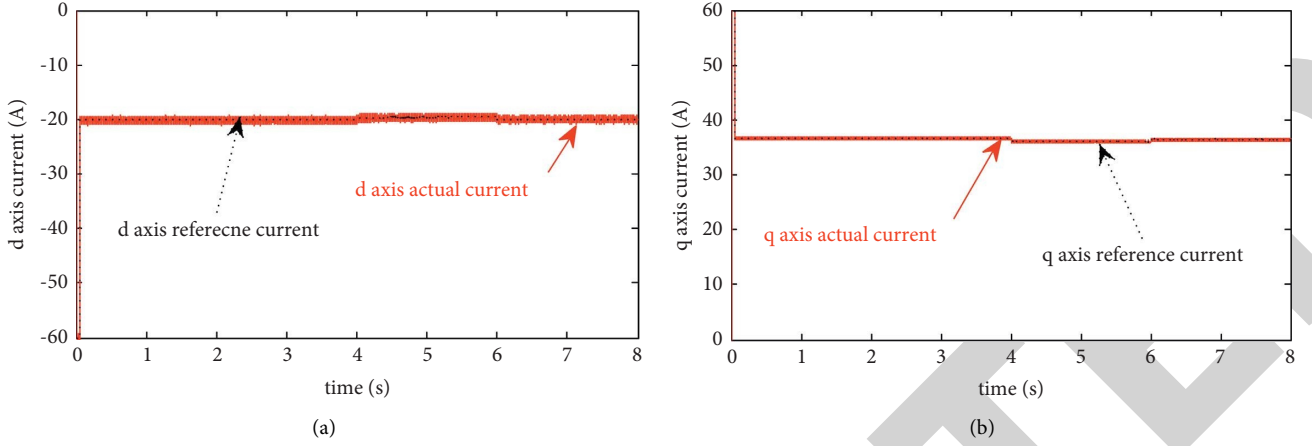 0
-10
-20
-30
-40
-50
-60
d axis current (A)
d axis actual current
d axis referecne current
0 1 2 3 4 5 6 7 8
time (s)
(a)
60
50
40
30
20
10
0
q axis current (A)
q axis actual current
q axis reference current
0 1 2 3 4 5 6 7 8
time (s)
(b)